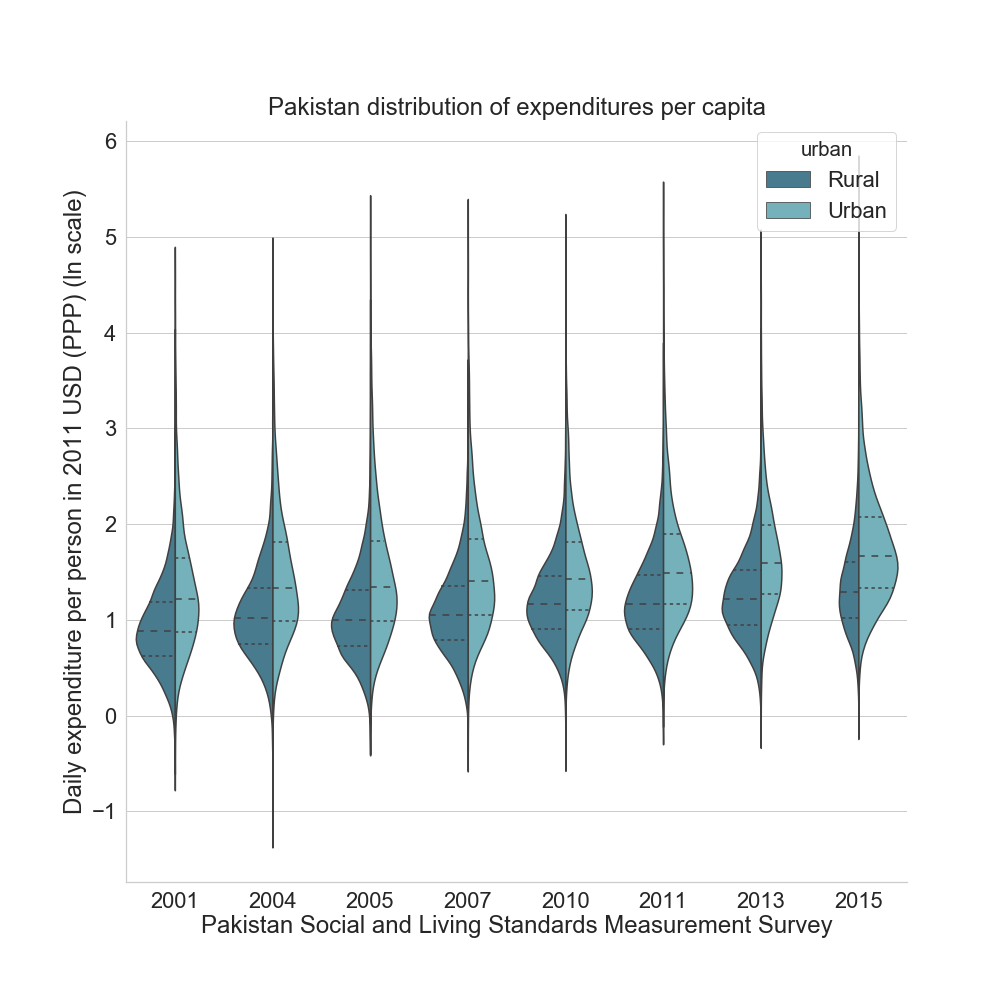 Pakistan distribution of expenditures per capita
urban
Rural
Urban
Daily expenditure per person in 2011 USD (PPP) (ln scale)
6
5
4
3
2
1
0
−1
2001 2004 2005 2007 2010 2011 2013 2015
Pakistan Social and Living Standards Measurement Survey